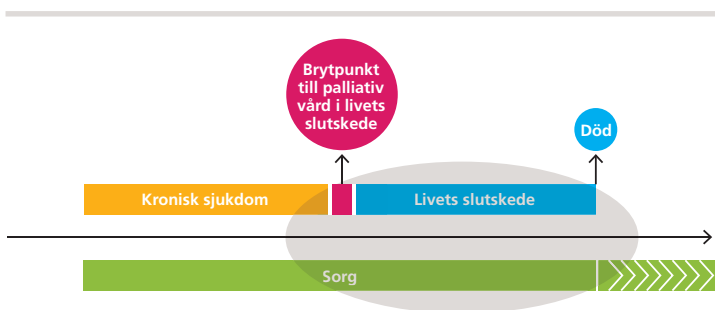 Brytpunkt
till palliativ
vård i livets
slutskede
Död
Kronisk sjukdom
Livets slutskede
Sorg